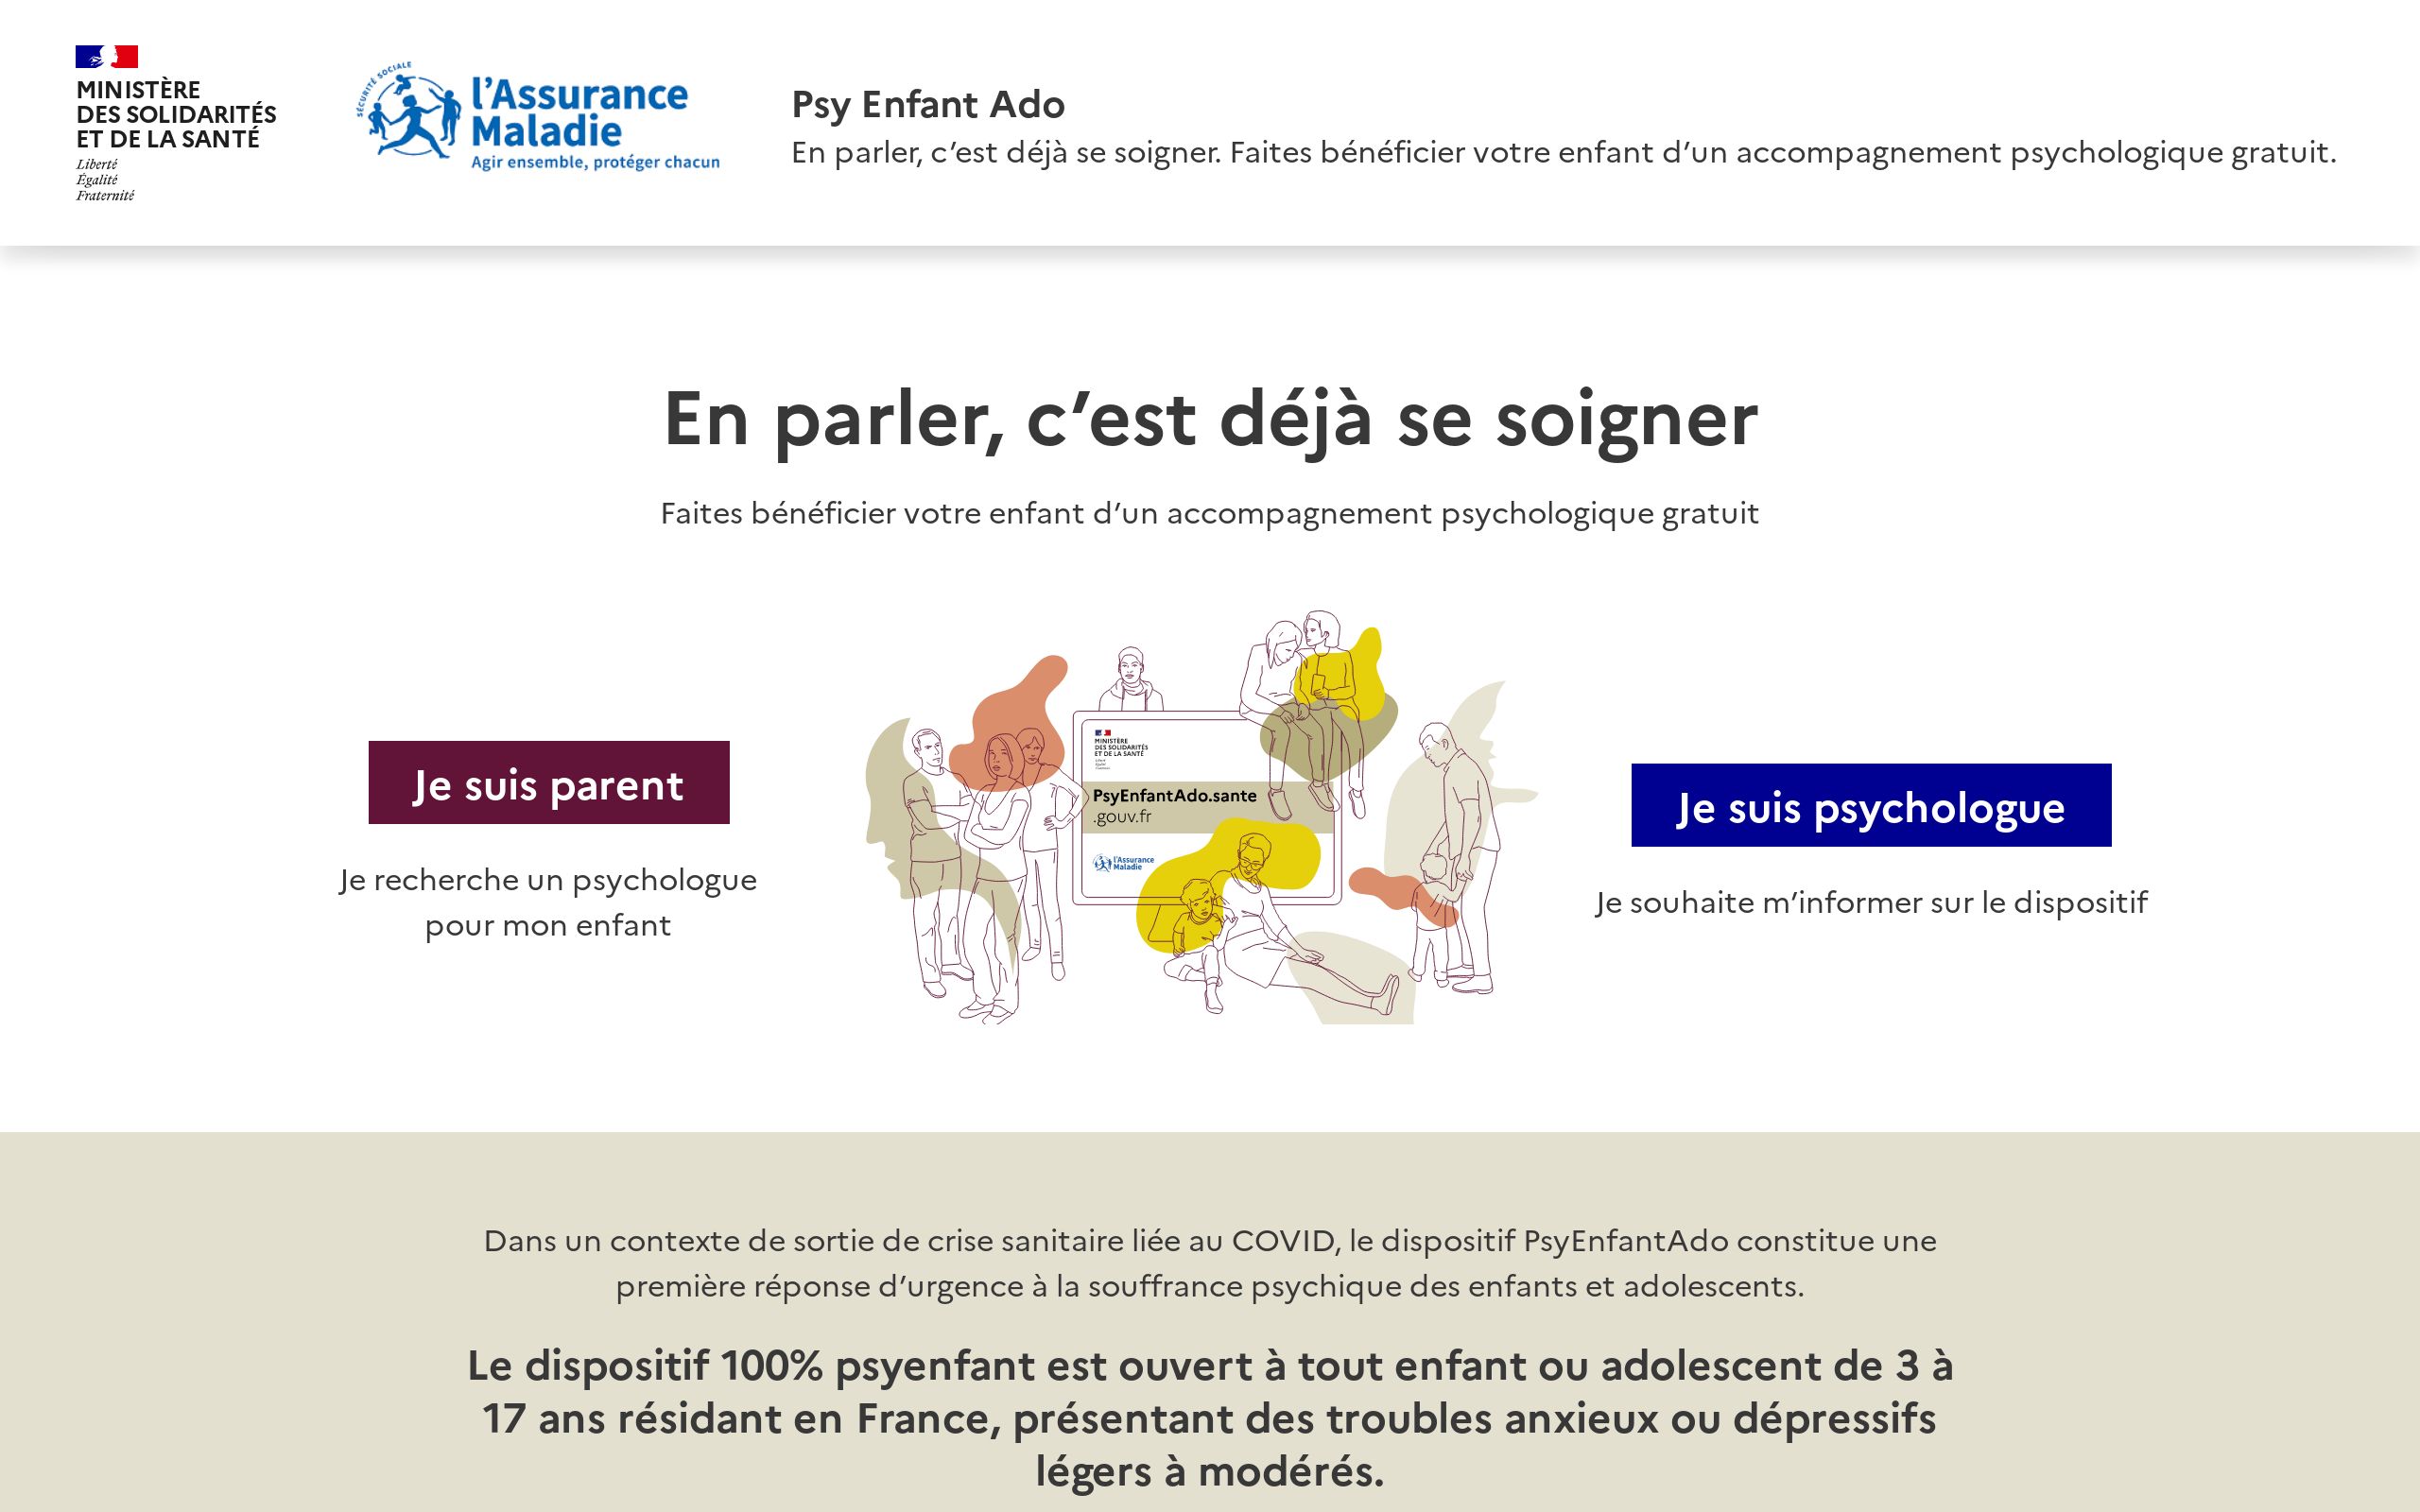 MINISTÈRE
DES SOLIDARITÉS
ET DE LA SANTÉ
Liberté
Égalité
Fraternité
SÉCURITÉ SOCIALE
l'Assurance
Maladie
Agir ensemble, protéger chacun
Psy Enfant Ado
En parler, c’est déjà se soigner. Faites bénéficier votre enfant d’un accompagnement psychologique gratuit.
En parler, c’est déjà se soigner
Faites bénéficier votre enfant d’un accompagnement psychologique gratuit
Je suis parent
Je recherche un psychologue
pour mon enfant
MINISTÈRE
DES SOLIDARITÉS
ET DE LA SANTÉ
PsyEnfantAdo.sante
.gouv.fr
l'Assurance
Maladie
Je suis psychologue
Je souhaite m’informer sur le dispositif
Dans un contexte de sortie de crise sanitaire liée au COVID, le dispositif PsyEnfantAdo constitue une
première réponse d’urgence à la souffrance psychique des enfants et adolescents.
Le dispositif 100% psyenfant est ouvert à tout enfant ou adolescent de 3 à
17 ans résidant en France, présentant des troubles anxieux ou dépressifs
légers à modérés.